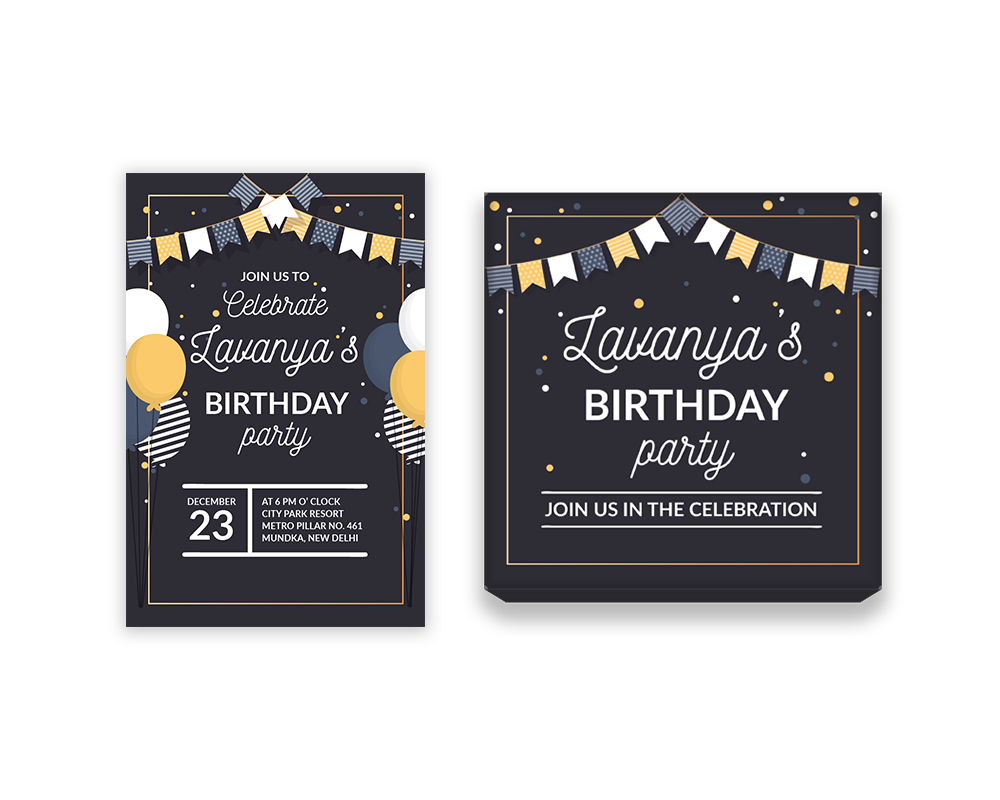 JOIN US TO
Celebrate
Lavanya's
BIRTHDAY
party
DECEMBER
23
AT 6 PM O' CLOCK
CITY PARK RESORT
METRO PILLAR NO. 461
MUNDKA, NEW DELHI
Lavanya's
BIRTHDAY
party
JOIN US IN THE CELEBRATION